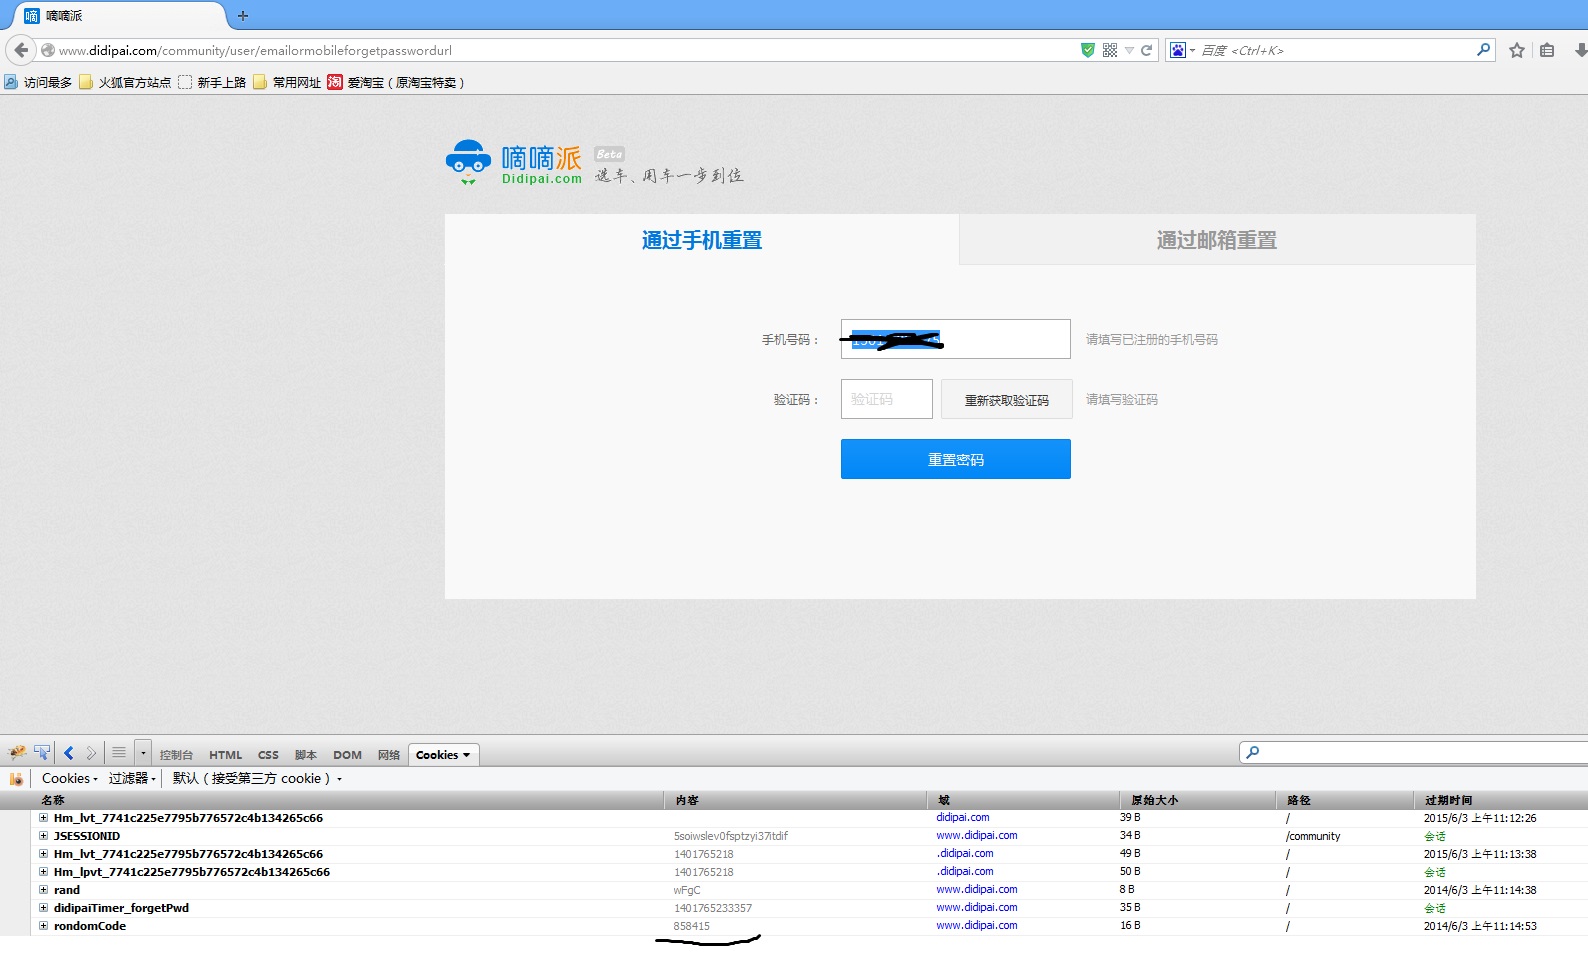 嘀嘀派
www.didipai.com/community/user/emailormobileforgetpasswordurl
百度 <Ctrl+K>
访问最多 火狐官方站点 新手上路 常用网址 淘 爱淘宝（原淘宝特卖）
嘀嘀派 Beta
Didipai.com 选车、用车一步到位
通过手机重置 通过邮箱重置
手机号码： 请填写已注册的手机号码
验证码： 验证码 重新获取验证码 请填写验证码
重置密码
控制台 HTML CSS 脚本 DOM 网络 Cookies
Cookies 过滤器 默认（接受第三方 cookie）
名称 内容 域 原始大小 路径 过期时间
Hm_lvt_7741c225e7795b776572c4b134265c66 didipai.com 39 B / 2015/6/3 上午11:12:26
JSESSIONID 5soiwslev0fsptzyi37itdif www.didipai.com 34 B /community 会话
Hm_lvt_7741c225e7795b776572c4b134265c66 1401765218 .didipai.com 49 B / 2015/6/3 上午11:13:38
Hm_lpvt_7741c225e7795b776572c4b134265c66 1401765218 .didipai.com 50 B / 会话
rand wFgC www.didipai.com 8 B / 2014/6/3 上午11:14:38
didipaiTimer_forgetPwd 1401765233357 www.didipai.com 35 B / 会话
rondomCode 858415 www.didipai.com 16 B / 2014/6/3 上午11:14:53